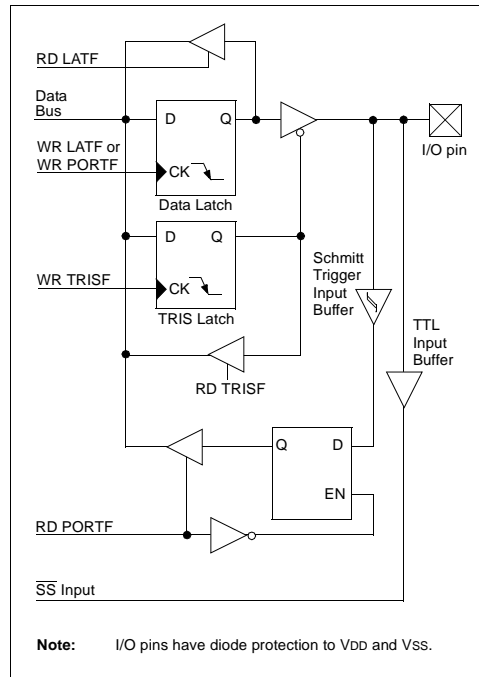 RD LATF
Data
Bus
D Q
I/O pin
WR LATF or
WR PORTF
CK
Data Latch
D Q
Schmitt
Trigger
Input
Buffer
WR TRISF
CK
TRIS Latch
TTL
Input
Buffer
RD TRISF
Q D
EN
RD PORTF
SS Input
Note: I/O pins have diode protection to VDD and VSS.